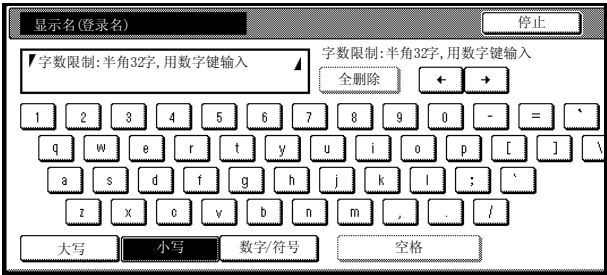 显示名(登录名) 停止
字数限制:半角32字,用数字键输入
字数限制:半角32字,用数字键输入
全删除 ← →
1 2 3 4 5 6 7 8 9 0 - = `
q w e r t y u i o p [ ] \
a s d f g h j k l ; `
z x c v b n m , . /
大写 小写 数字/符号 空格